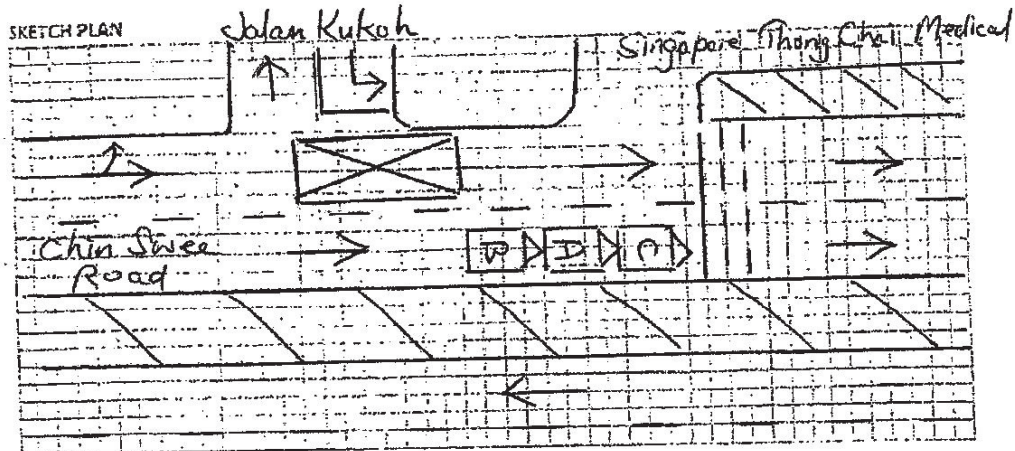 SKETCH PLAN
Jalan Kukoh
Singapore Thong Chai Medical
Chin Swee
Road
B D C